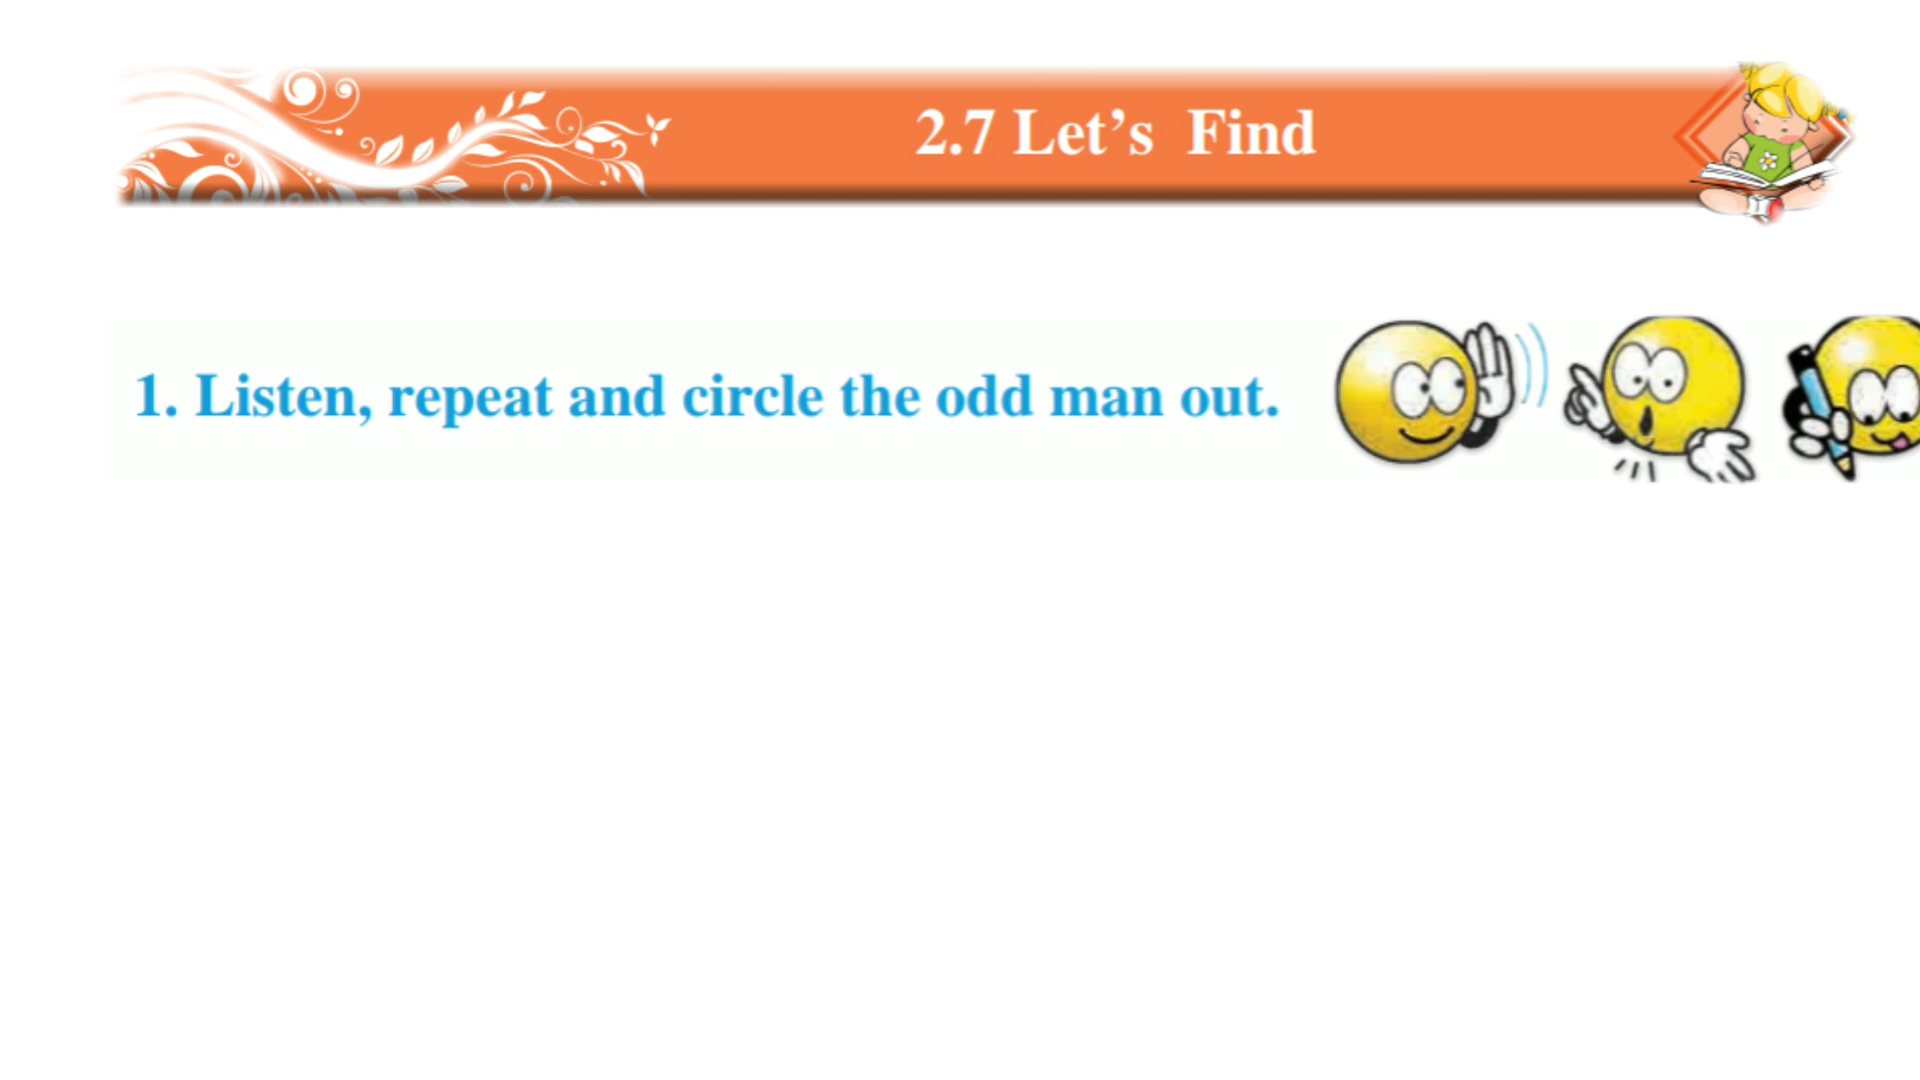 2.7 Let’s Find
1. Listen, repeat and circle the odd man out.